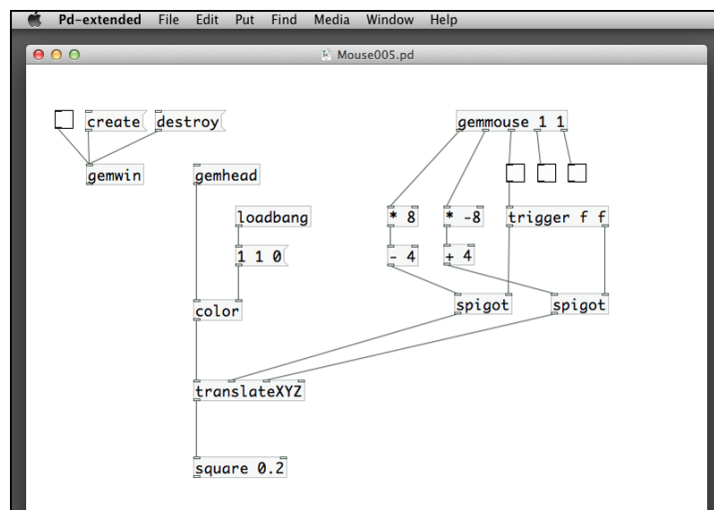 Pd-extended File Edit Put Find Media Window Help
Mouse005.pd
create destroy gemmouse 1 1
gemwin gemhead
loadbang * 8 * -8 trigger f f
1 1 0 - 4 + 4
color spigot spigot
translateXYZ
square 0.2